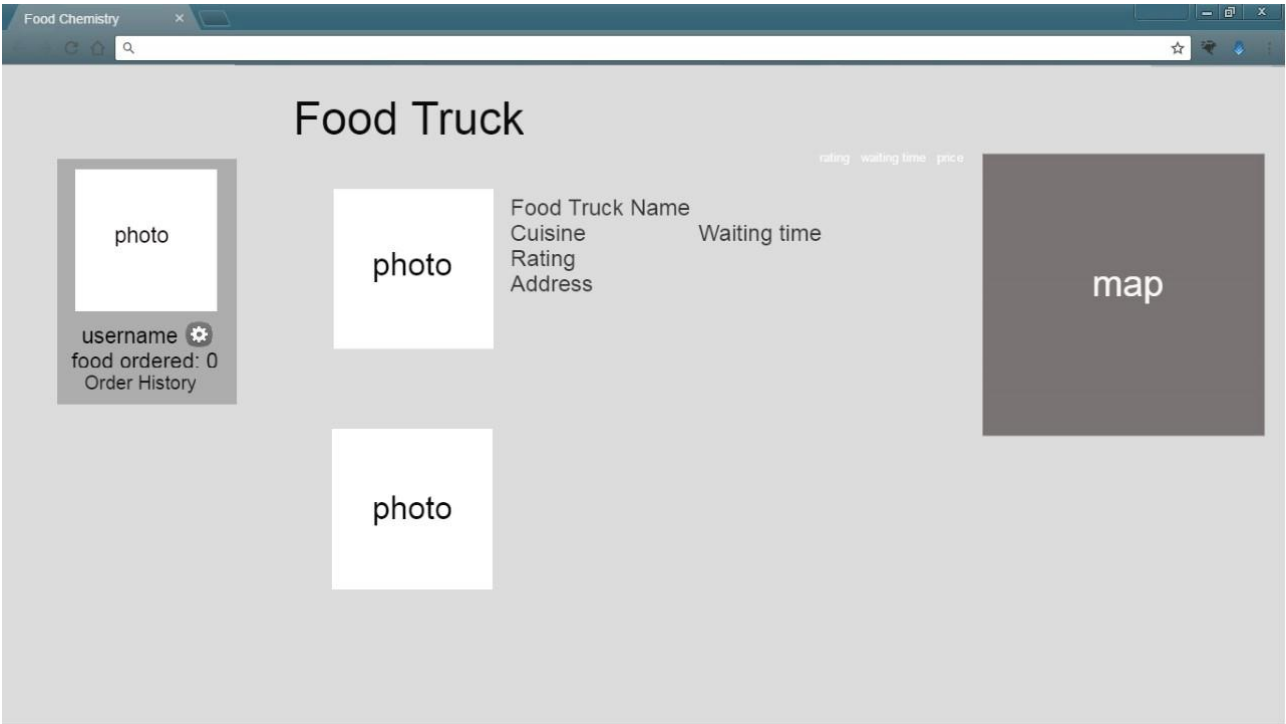 Food Chemistry
Food Truck
rating waiting time price
photo
username
food ordered: 0
Order History
photo
Food Truck Name
Cuisine Waiting time
Rating
Address
map
photo